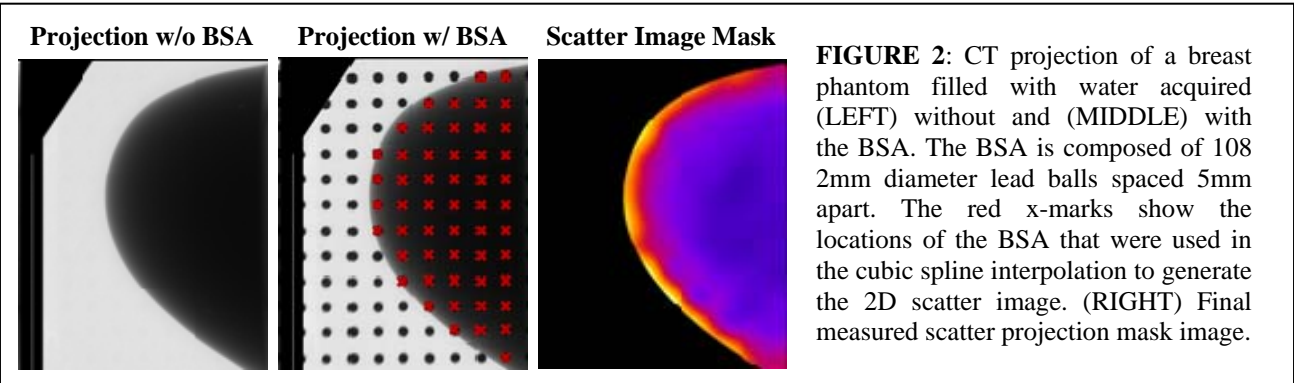 Projection w/o BSA Projection w/ BSA Scatter Image Mask
FIGURE 2: CT projection of a breast
phantom filled with water acquired
(LEFT) without and (MIDDLE) with
the BSA. The BSA is composed of 108
2mm diameter lead balls spaced 5mm
apart. The red x-marks show the
locations of the BSA that were used in
the cubic spline interpolation to generate
the 2D scatter image. (RIGHT) Final
measured scatter projection mask image.